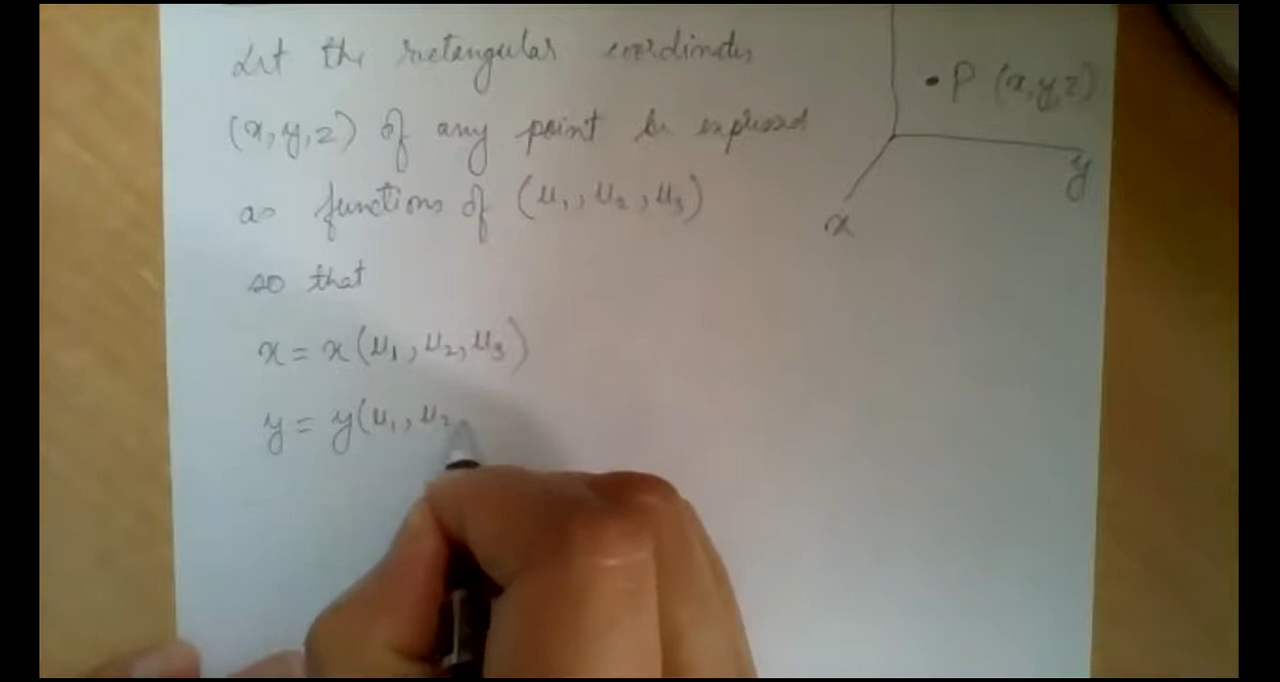 Let the rectangular coordinates
(x, y, z) of any point be expressed
as functions of (u₁, u₂, u₃)
so that
x = x(u₁, u₂, u₃)
y = y(u₁, u₂
P (x, y, z)
y
x